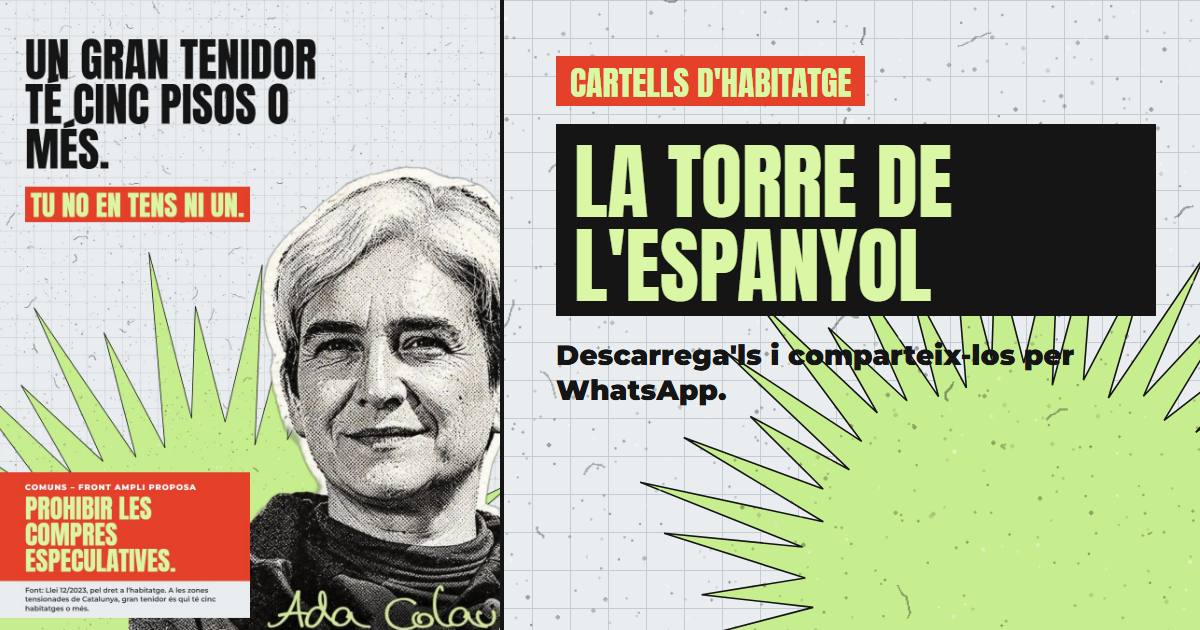 UN GRAN TENIDOR
TÉ CINC PISOS O
MÉS.
TU NO EN TENS NI UN.
COMUNS – FRONT AMPLI PROPOSA
PROHIBIR LES
COMPRES
ESPECULATIVES.
Font: Llei 12/2023, pel dret a l'habitatge. A les zones
tensionades de Catalunya, gran tenidor és qui té cinc
habitatges o més.
Ada Colau
CARTELLS D'HABITATGE
LA TORRE DE
L'ESPANYOL
Descarrega'ls i comparteix-los per
WhatsApp.